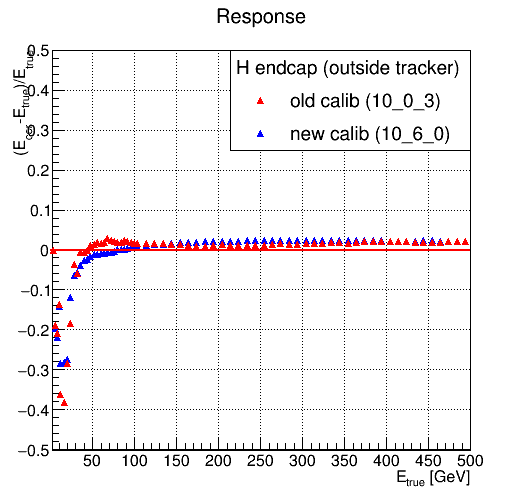 Response
(E_cor-E_true)/E_true
H endcap (outside tracker)
old calib (10_0_3)
new calib (10_6_0)
0.5
0.4
0.3
0.2
0.1
0
−0.1
−0.2
−0.3
−0.4
−0.5
50 100 150 200 250 300 350 400 450 500
E_true [GeV]